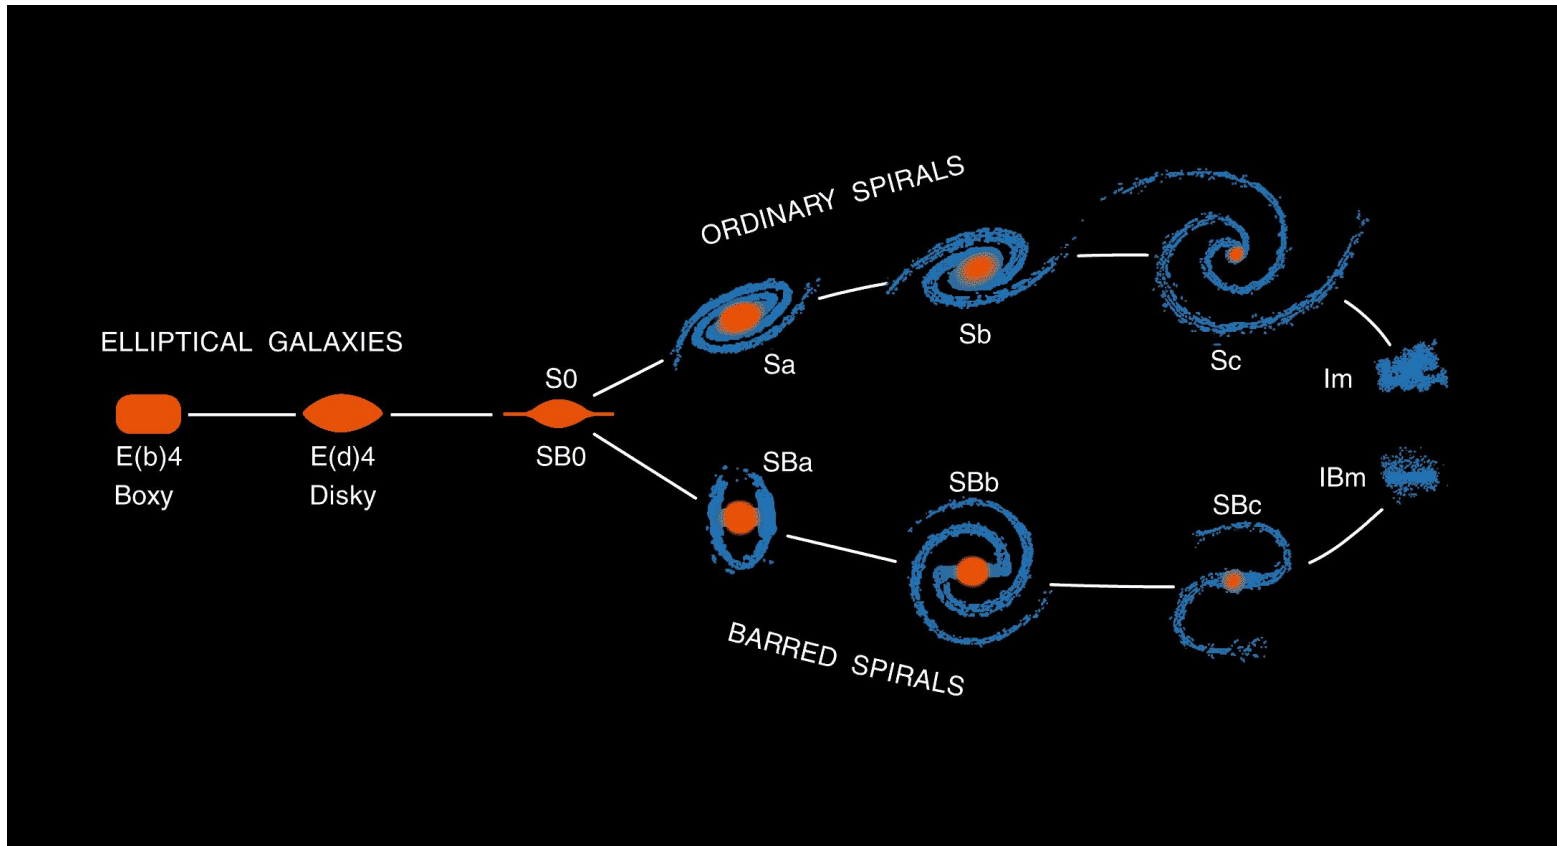 ORDINARY SPIRALS
ELLIPTICAL GALAXIES
Sa
Sb
Sc
Im
S0
SB0
E(b)4
Boxy
E(d)4
Disky
SBa
SBb
SBc
IBm
BARRED SPIRALS